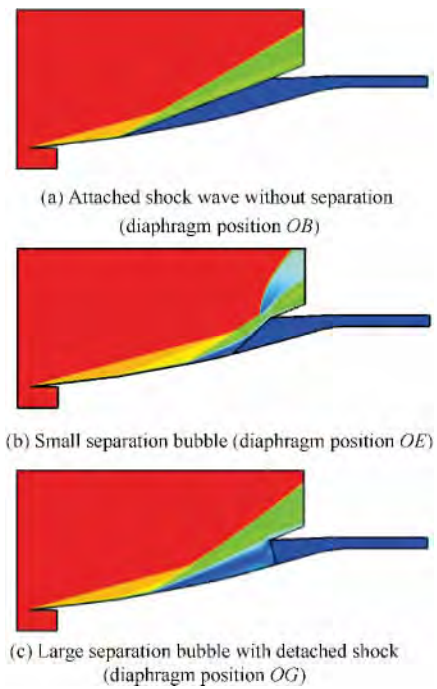 (a) Attached shock wave without separation
(diaphragm position OB)
(b) Small separation bubble (diaphragm position OE)
(c) Large separation bubble with detached shock
(diaphragm position OG)